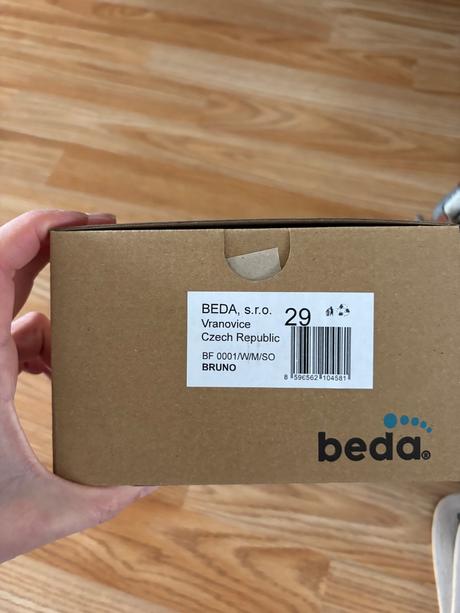 BEDA, s.r.o.
29
Vranovice
Czech Republic
BF 0001/W/M/SO
BRUNO
8 596562 104581
beda®